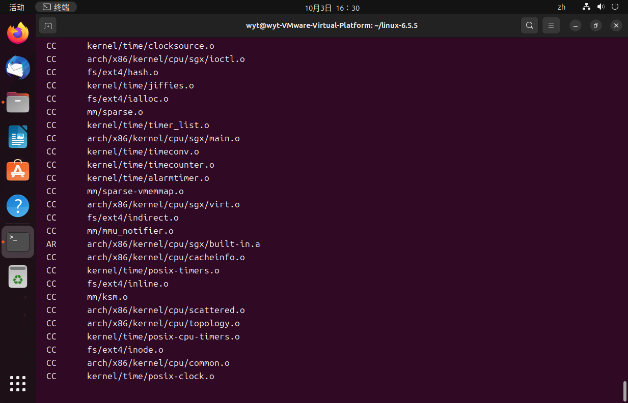 活动 终端 10月3日 16：30 zh
wyt@wyt-VMware-Virtual-Platform: ~/linux-6.5.5
CC kernel/time/clocksource.o
CC arch/x86/kernel/cpu/sgx/ioctl.o
CC fs/ext4/hash.o
CC kernel/time/jiffies.o
CC fs/ext4/ialloc.o
CC mm/sparse.o
CC kernel/time/timer_list.o
CC arch/x86/kernel/cpu/sgx/main.o
CC kernel/time/timeconv.o
CC kernel/time/timecounter.o
CC kernel/time/alarmtimer.o
CC mm/sparse-vmemmap.o
CC arch/x86/kernel/cpu/sgx/virt.o
CC fs/ext4/indirect.o
CC mm/mmu_notifier.o
AR arch/x86/kernel/cpu/sgx/built-in.a
CC arch/x86/kernel/cpu/cacheinfo.o
CC kernel/time/posix-timers.o
CC fs/ext4/inline.o
CC mm/ksm.o
CC arch/x86/kernel/cpu/scattered.o
CC arch/x86/kernel/cpu/topology.o
CC kernel/time/posix-cpu-timers.o
CC fs/ext4/inode.o
CC arch/x86/kernel/cpu/common.o
CC kernel/time/posix-clock.o